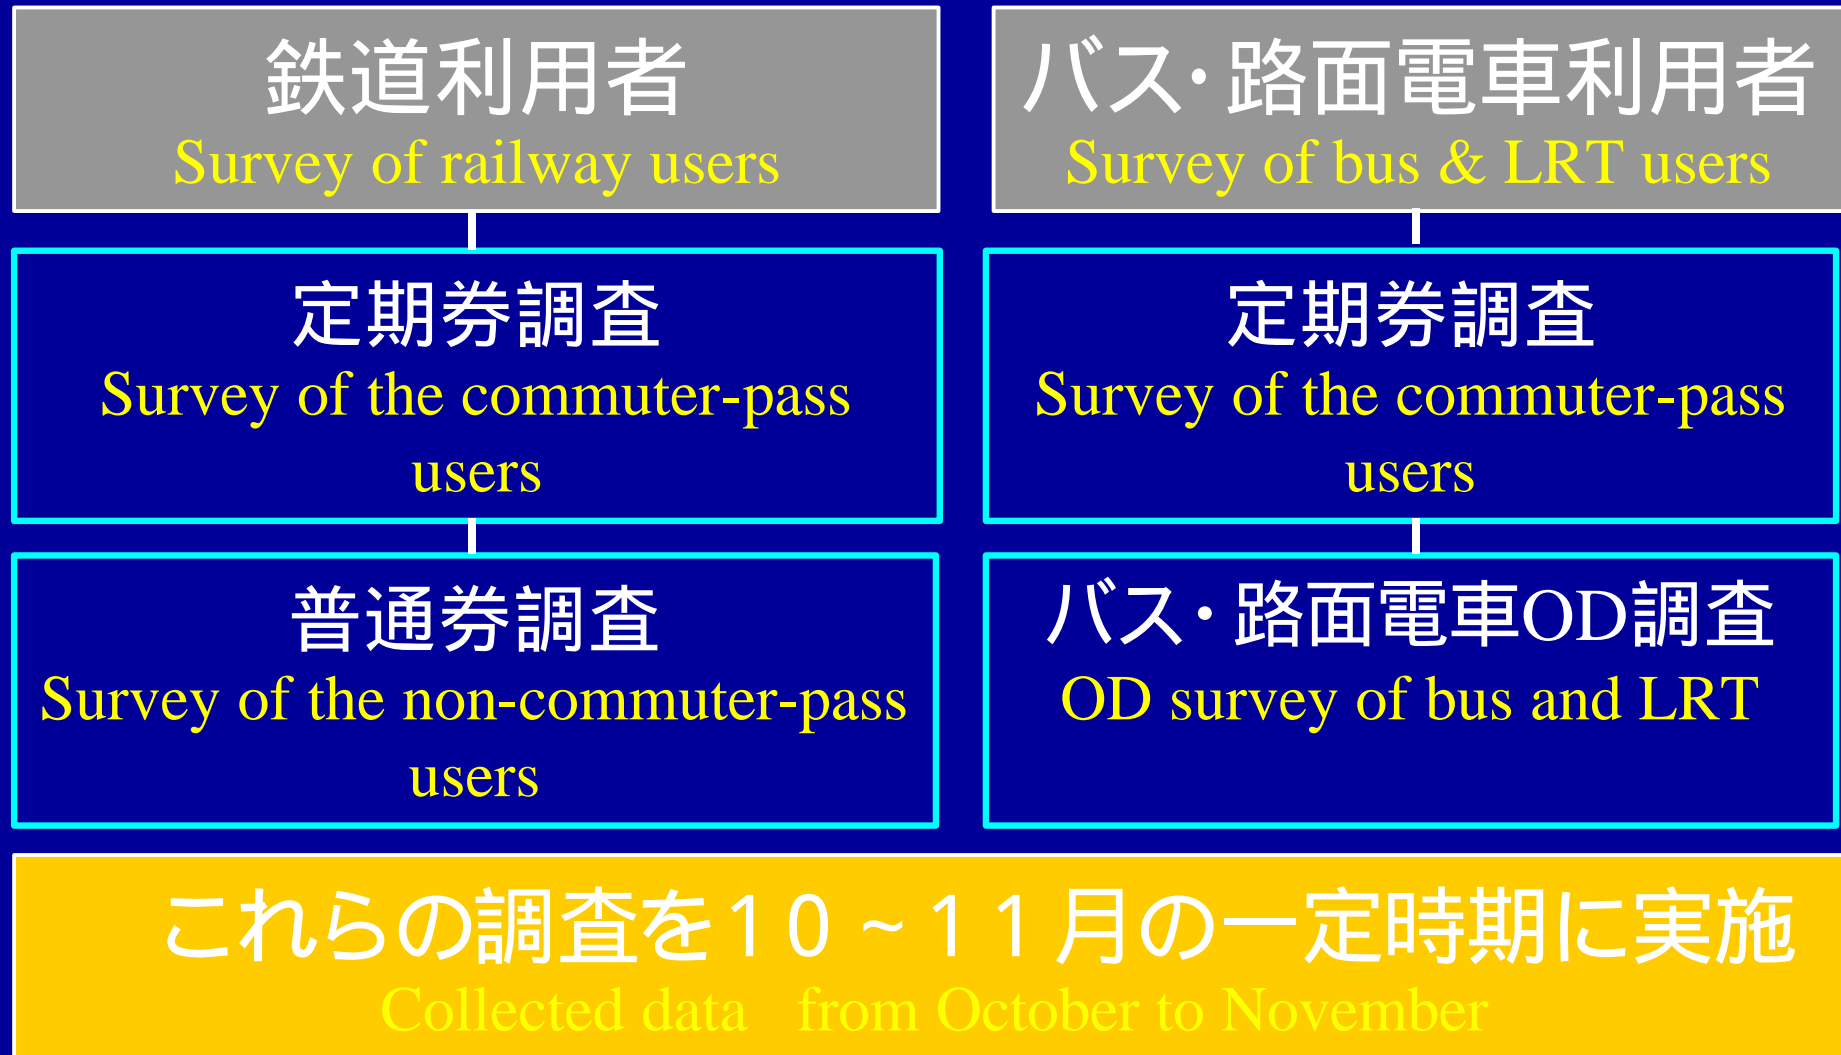 鉄道利用者
Survey of railway users
バス・路面電車利用者
Survey of bus & LRT users
定期券調査
Survey of the commuter-pass
users
定期券調査
Survey of the commuter-pass
users
普通券調査
Survey of the non-commuter-pass
users
バス・路面電車OD調査
OD survey of bus and LRT
これらの調査を10~11月の一定時期に実施
Collected data from October to November